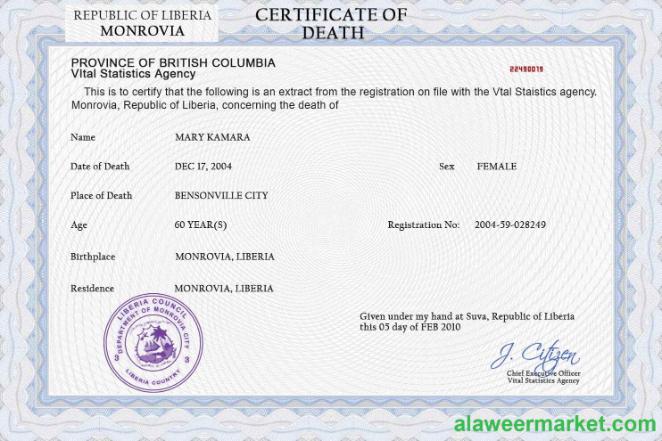 REPUBLIC OF LIBERIA
MONROVIA
CERTIFICATE OF
DEATH
PROVINCE OF BRITISH COLUMBIA
VItal Statistics Agency
22490079
This is to certify that the following is an extract from the registration on file with the Vtal Staistics agency.
Monrovia, Republic of Liberia, concerning the death of
Name MARY KAMARA
Date of Death DEC 17, 2004 Sex FEMALE
Place of Death BENSONVILLE CITY
Age 60 YEAR(S) Registration No: 2004-59-028249
Birthplace MONROVIA, LIBERIA
Residence MONROVIA, LIBERIA
LIBERIA COUNCIL
DEPARTMENT OF MONROVIA CITY
LIBERIA COUNTRY
Given under my hand at Suva, Republic of Liberia
this 05 day of FEB 2010
J. Citizen
Chief Executive Officer
Vital Statistics Agency
alaweermarket.com